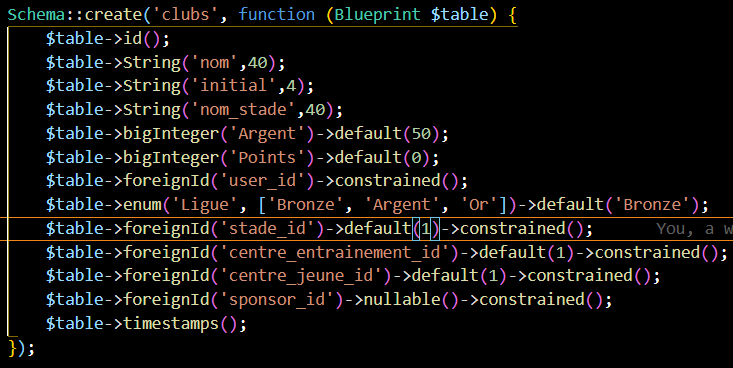 Schema::create('clubs', function (Blueprint $table) {
$table->id();
$table->String('nom',40);
$table->String('initial',4);
$table->String('nom_stade',40);
$table->bigInteger('Argent')->default(50);
$table->bigInteger('Points')->default(0);
$table->foreignId('user_id')->constrained();
$table->enum('Ligue', ['Bronze', 'Argent', 'Or'])->default('Bronze');
$table->foreignId('stade_id')->default(1)->constrained(); You, a w
$table->foreignId('centre_entrainement_id')->default(1)->constrained();
$table->foreignId('centre_jeune_id')->default(1)->constrained();
$table->foreignId('sponsor_id')->nullable()->constrained();
$table->timestamps();
});